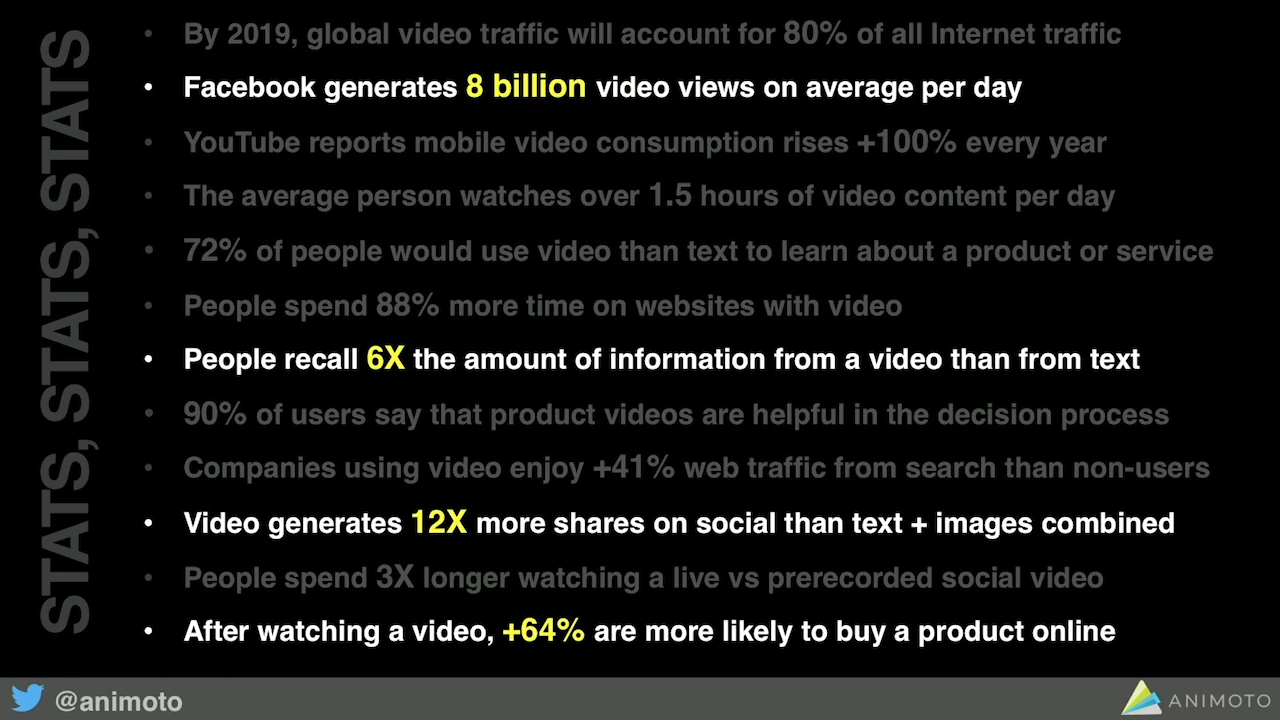 STATS, STATS, STATS
• By 2019, global video traffic will account for 80% of all Internet traffic
• Facebook generates 8 billion video views on average per day
• YouTube reports mobile video consumption rises +100% every year
• The average person watches over 1.5 hours of video content per day
• 72% of people would use video than text to learn about a product or service
• People spend 88% more time on websites with video
• People recall 6X the amount of information from a video than from text
• 90% of users say that product videos are helpful in the decision process
• Companies using video enjoy +41% web traffic from search than non-users
• Video generates 12X more shares on social than text + images combined
• People spend 3X longer watching a live vs prerecorded social video
• After watching a video, +64% are more likely to buy a product online
@animoto
ANIMOTO